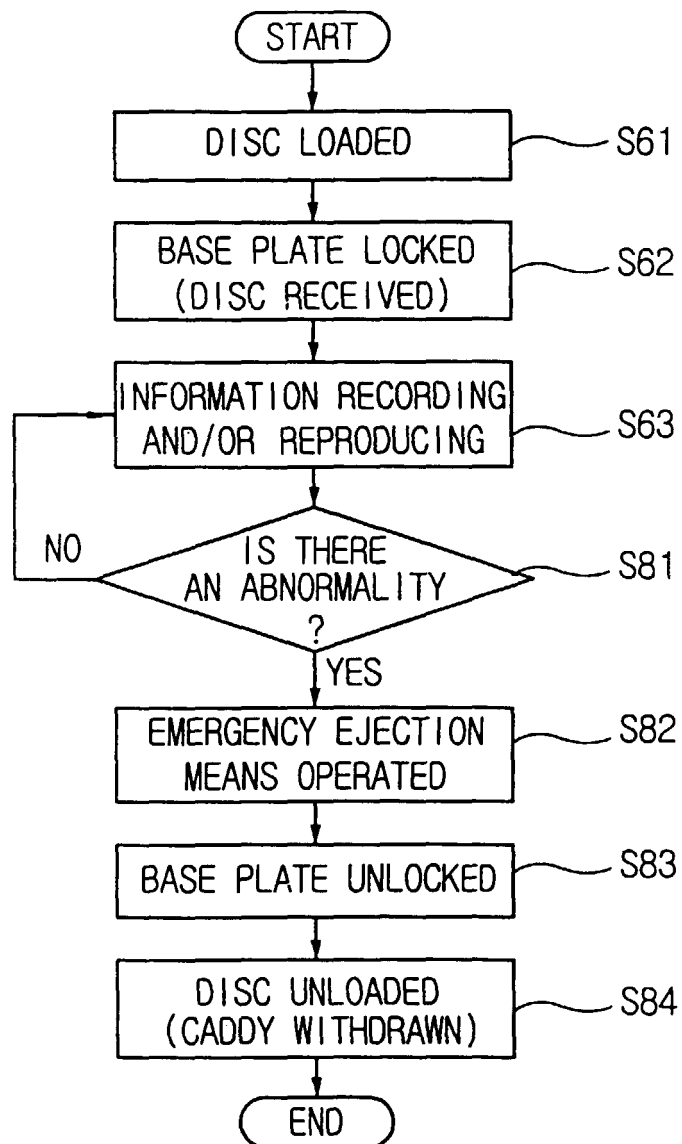 START
DISC LOADED
S61
BASE PLATE LOCKED
(DISC RECEIVED)
S62
INFORMATION RECORDING
AND/OR REPRODUCING
S63
IS THERE
AN ABNORMALITY
?
S81
NO
YES
EMERGENCY EJECTION
MEANS OPERATED
S82
BASE PLATE UNLOCKED
S83
DISC UNLOADED
(CADDY WITHDRAWN)
S84
END